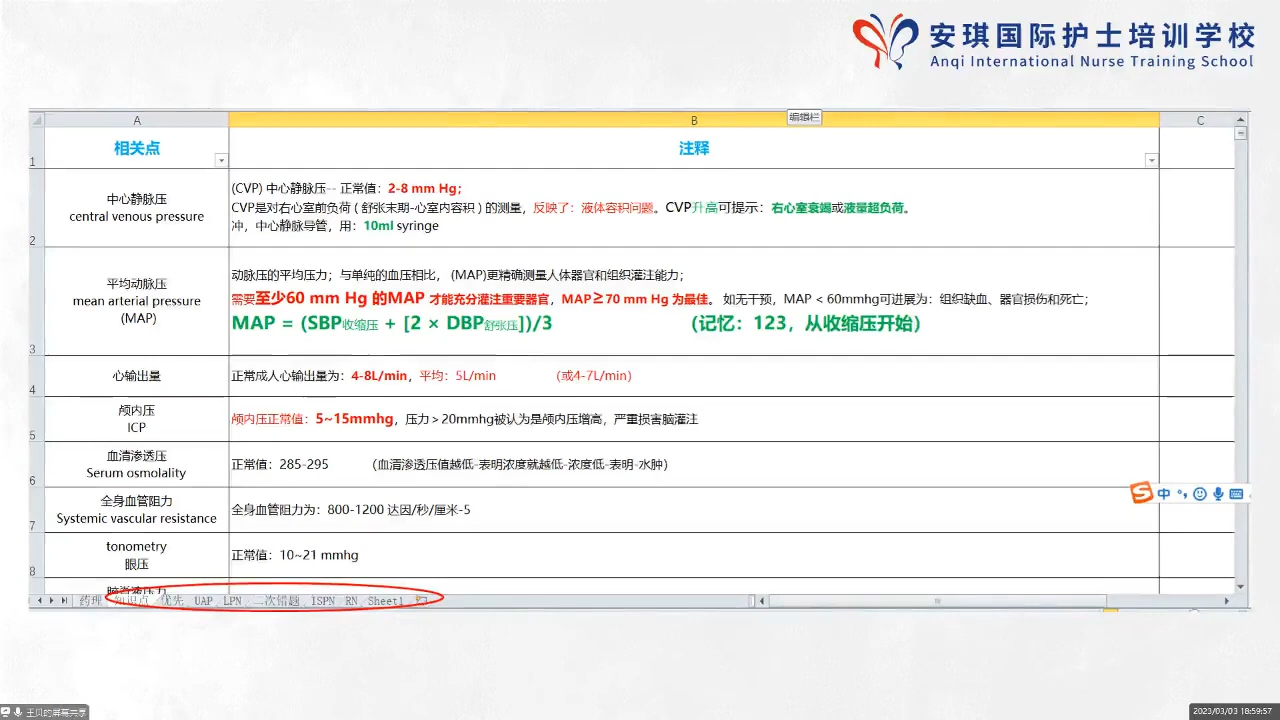 安琪国际护士培训学校
Anqi International Nurse Training School
A
B
编辑栏
C
1
相关点
注释
2
中心静脉压
central venous pressure
(CVP) 中心静脉压-- 正常值：2-8 mm Hg；
CVP是对右心室前负荷 ( 舒张末期-心室内容积 ) 的测量，反映了：液体容积问题。CVP升高可提示：右心室衰竭或液量超负荷。
冲，中心静脉导管，用：10ml syringe
3
平均动脉压
mean arterial pressure
(MAP)
动脉压的平均压力；与单纯的血压相比， (MAP)更精确测量人体器官和组织灌注能力；
需要至少60 mm Hg 的MAP 才能充分灌注重要器官，MAP≥70 mm Hg 为最佳。 如无干预，MAP < 60mmhg可进展为：组织缺血、器官损伤和死亡；
MAP = (SBP收缩压 + [2 × DBP舒张压])/3 （记忆：123，从收缩压开始）
4
心输出量
正常成人心输出量为：4-8L/min，平均：5L/min （或4-7L/min）
5
颅内压
ICP
颅内压正常值：5~15mmhg，压力＞20mmhg被认为是颅内压增高，严重损害脑灌注
6
血清渗透压
Serum osmolality
正常值：285-295 （血清渗透压值越低-表明浓度就越低-浓度低-表明-水肿）
7
全身血管阻力
Systemic vascular resistance
全身血管阻力为：800-1200 达因/秒/厘米-5
中
8
tonometry
眼压
正常值：10~21 mmhg
药理 知识点 优先 UAP LPN 二次错题 ISPN RN Sheet1
王贝的屏幕共享
2023/03/03 18:59:57